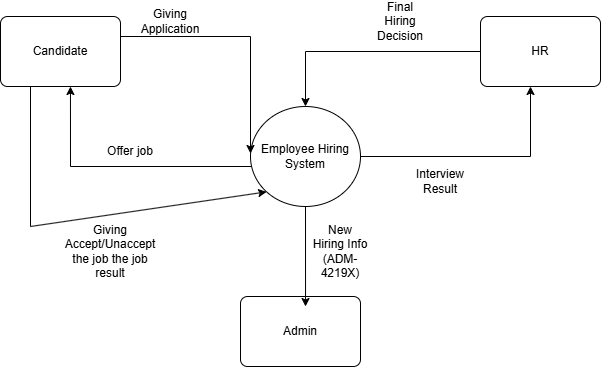 Giving
Application
Final
Hiring
Decision
Candidate
HR
Employee Hiring
System
Offer job
Interview
Result
Giving
Accept/Unaccept
the job the job
result
New
Hiring Info
(ADM-
4219X)
Admin